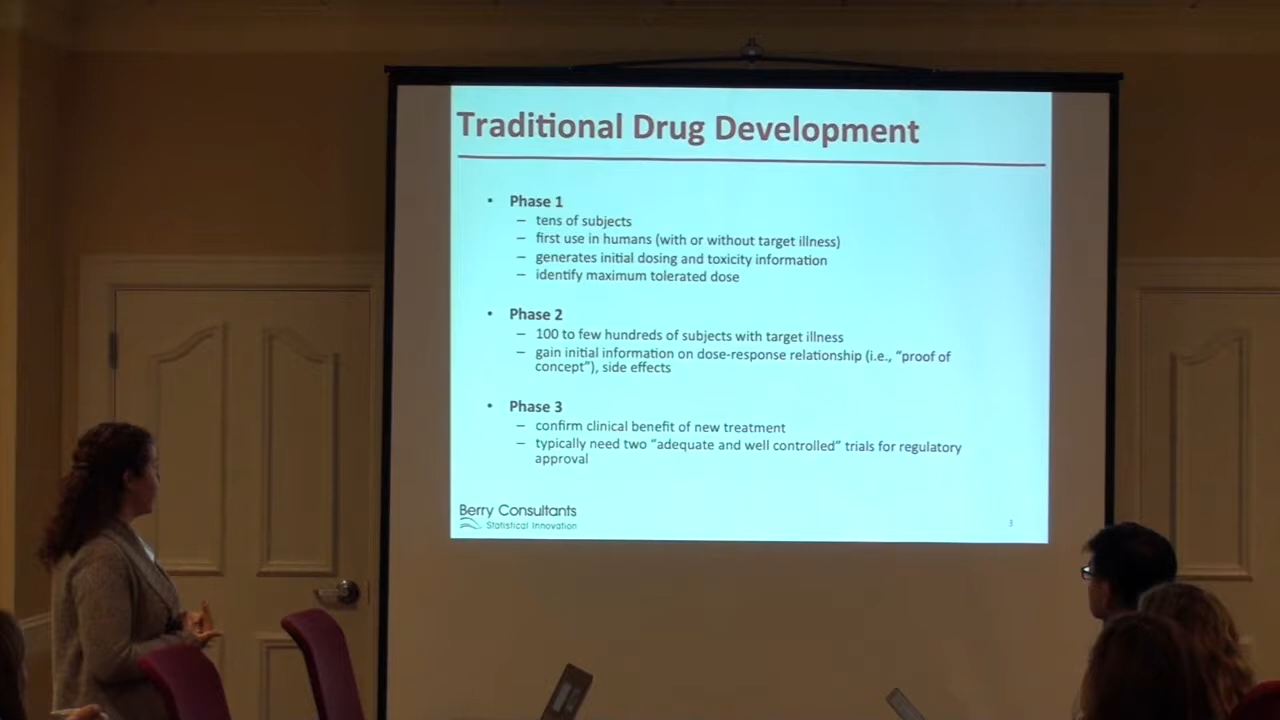 Traditional Drug Development
• Phase 1
– tens of subjects
– first use in humans (with or without target illness)
– generates initial dosing and toxicity information
– identify maximum tolerated dose
• Phase 2
– 100 to few hundreds of subjects with target illness
– gain initial information on dose-response relationship (i.e., “proof of
concept”), side effects
• Phase 3
– confirm clinical benefit of new treatment
– typically need two “adequate and well controlled” trials for regulatory
approval
Berry Consultants
Statistical Innovation
3